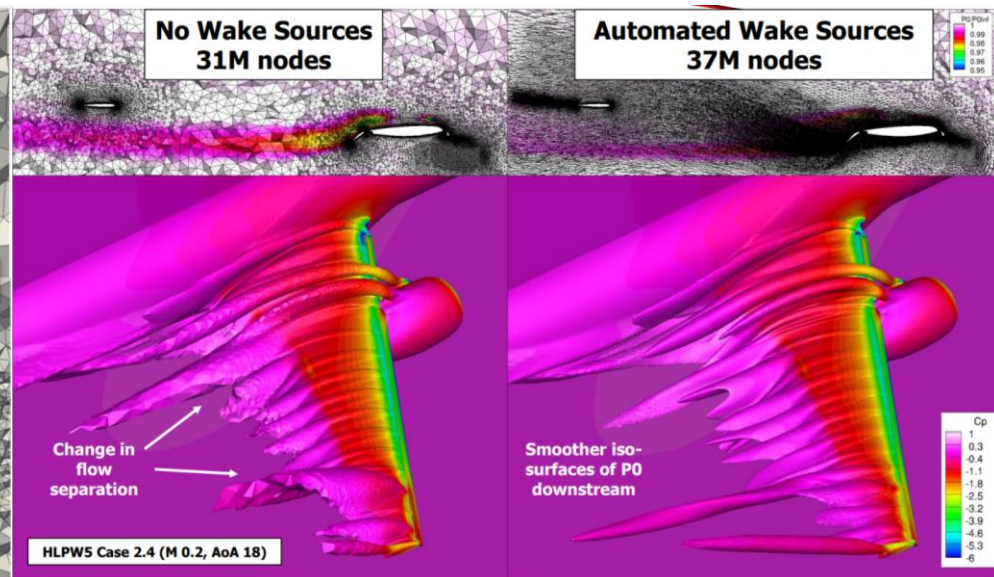 No Wake Sources
31M nodes
Automated Wake Sources
37M nodes
P0/P0inf
1
0.99
0.98
0.97
0.96
0.95
Change in
flow
separation
Smoother iso-
surfaces of P0
downstream
HLPW5 Case 2.4 (M 0.2, AoA 18)
Cp
1
0.3
-0.4
-1.1
-1.8
-2.5
-3.2
-3.9
-4.6
-5.3
-6